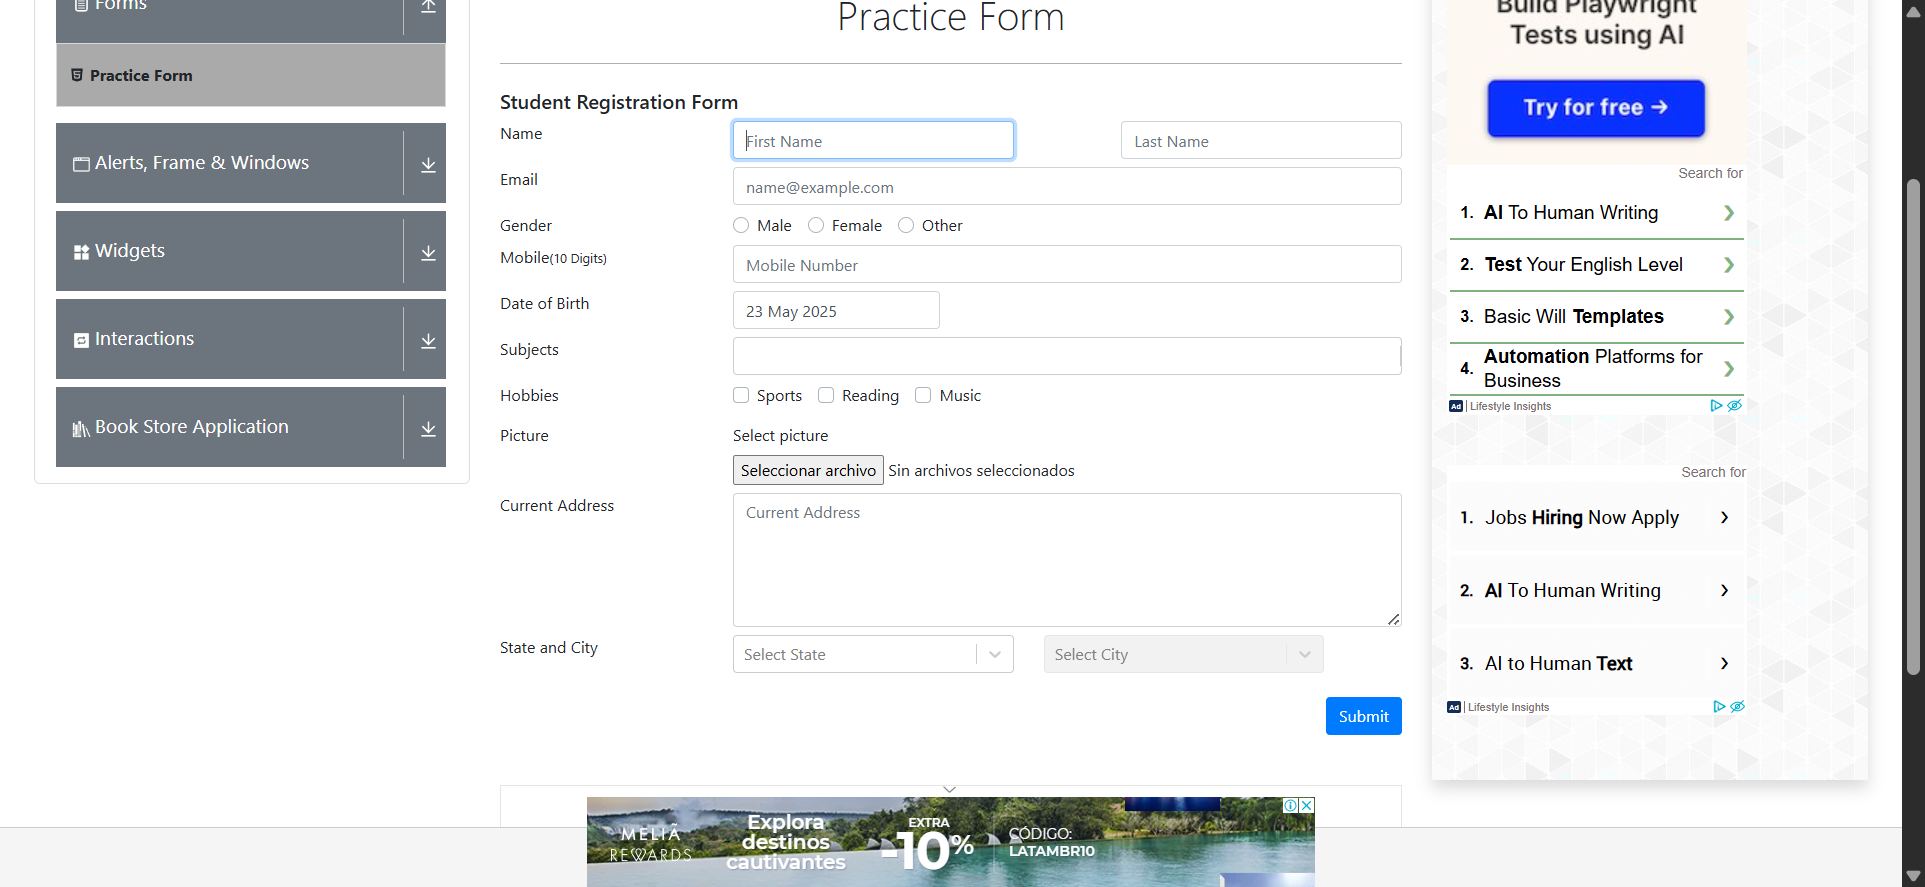 Forms
Practice Form
Alerts, Frame & Windows
Widgets
Interactions
Book Store Application
Practice Form
Student Registration Form
Name
First Name
Last Name
Email
name@example.com
Gender
Male
Female
Other
Mobile(10 Digits)
Mobile Number
Date of Birth
23 May 2025
Subjects
Hobbies
Sports
Reading
Music
Picture
Select picture
Seleccionar archivo Sin archivos seleccionados
Current Address
Current Address
State and City
Select State
Select City
Submit
MELIÃ
REWARDS
Explora
destinos
cautivantes
EXTRA
-10%
CÓDIGO:
LATAMBR10
Build Playwright
Tests using AI
Try for free →
Search for
1. AI To Human Writing
2. Test Your English Level
3. Basic Will Templates
4. Automation Platforms for
Business
Ad | Lifestyle Insights
Search for
1. Jobs Hiring Now Apply
2. AI To Human Writing
3. AI to Human Text
Ad | Lifestyle Insights